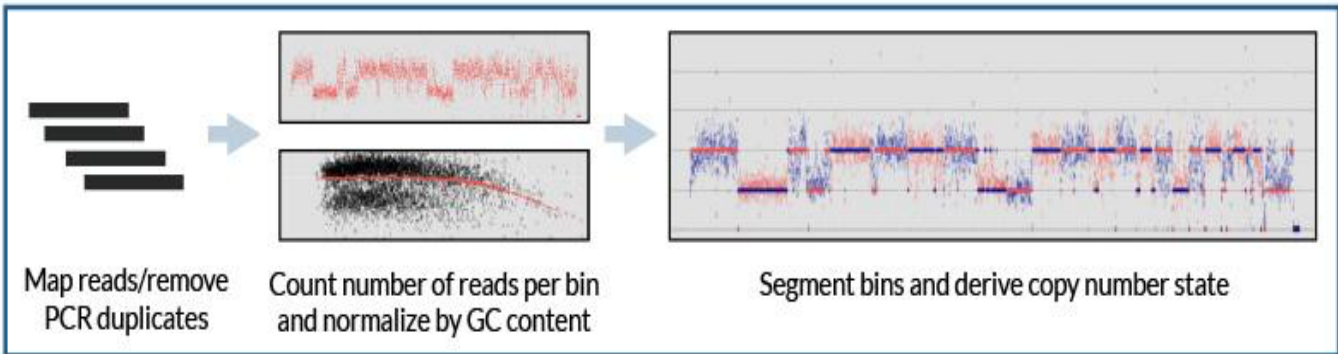 Map reads/remove
PCR duplicates
Count number of reads per bin
and normalize by GC content
Segment bins and derive copy number state